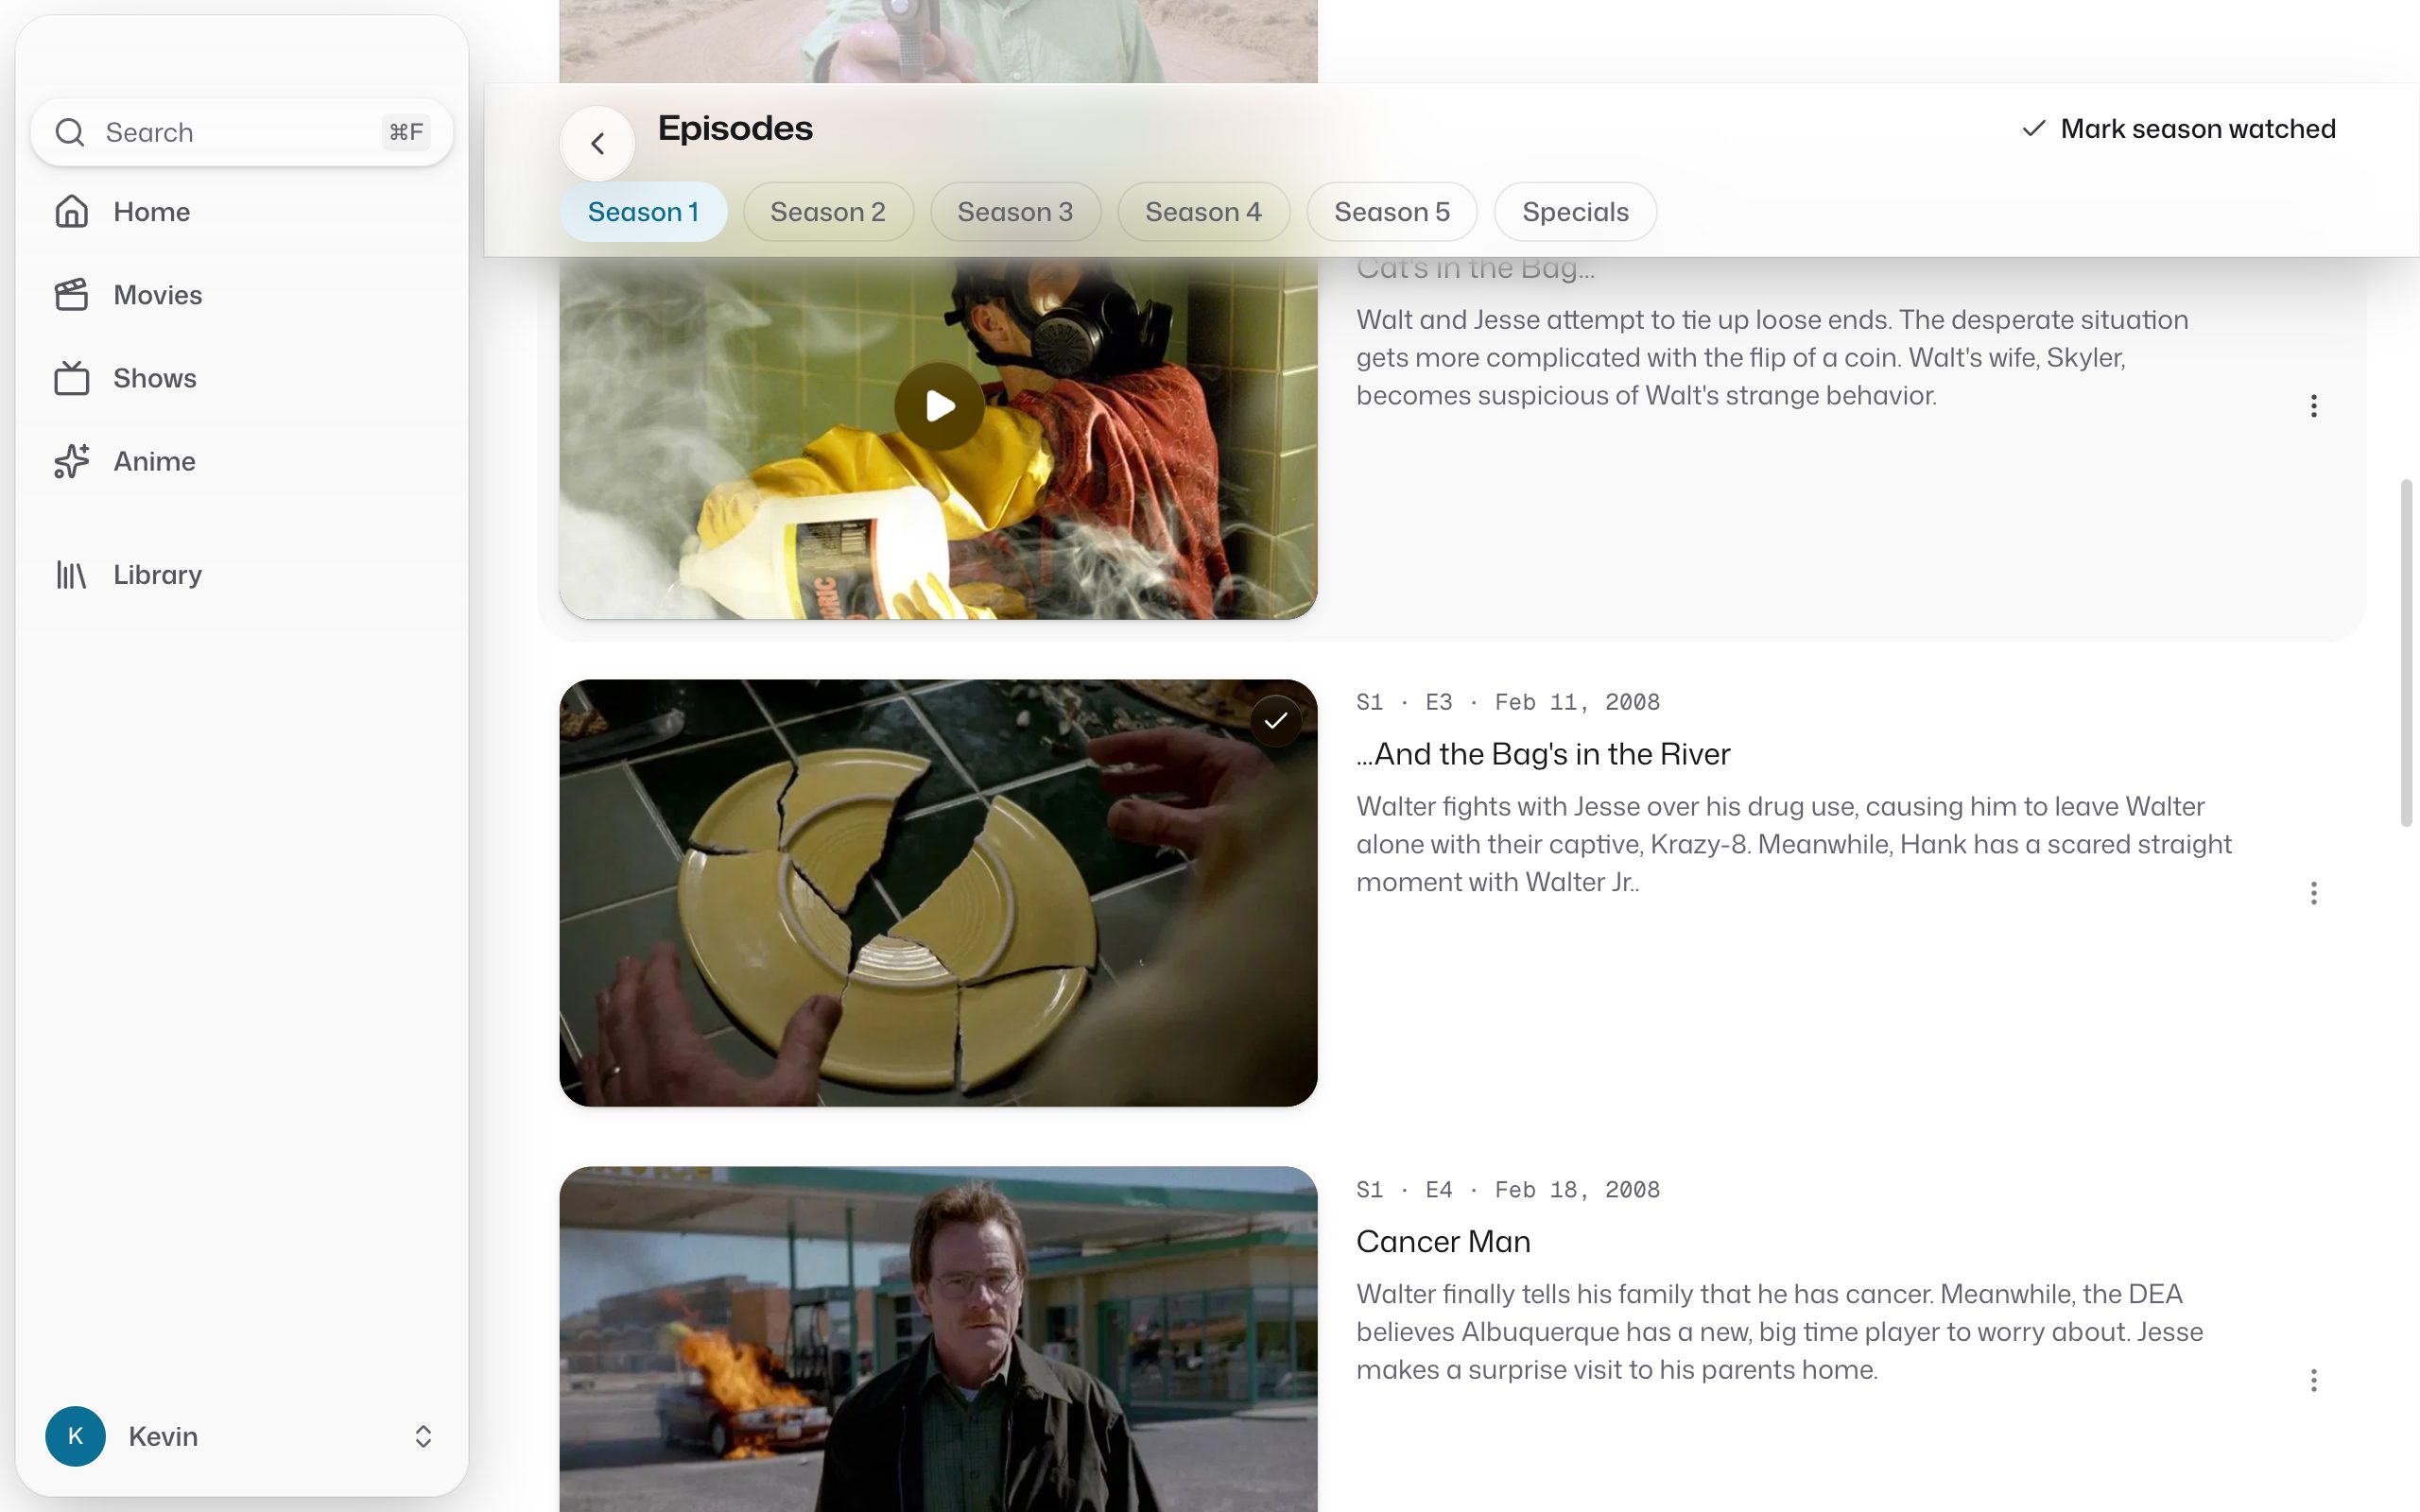 Search
⌘F
Home
Movies
Shows
Anime
Library
K
Kevin
Episodes
Mark season watched
Season 1
Season 2
Season 3
Season 4
Season 5
Specials
Cat's in the Bag...
Walt and Jesse attempt to tie up loose ends. The desperate situation
gets more complicated with the flip of a coin. Walt's wife, Skyler,
becomes suspicious of Walt's strange behavior.
S1 · E3 · Feb 11, 2008
...And the Bag's in the River
Walter fights with Jesse over his drug use, causing him to leave Walter
alone with their captive, Krazy-8. Meanwhile, Hank has a scared straight
moment with Walter Jr..
S1 · E4 · Feb 18, 2008
Cancer Man
Walter finally tells his family that he has cancer. Meanwhile, the DEA
believes Albuquerque has a new, big time player to worry about. Jesse
makes a surprise visit to his parents home.